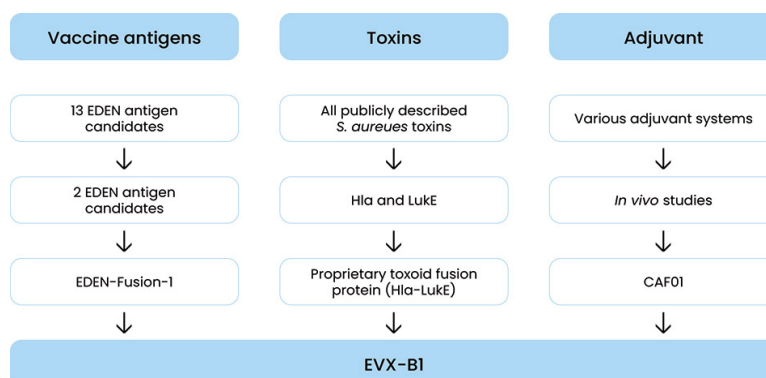 Vaccine antigens
Toxins
Adjuvant
13 EDEN antigen
candidates
All publicly described
S. aureues toxins
Various adjuvant systems
2 EDEN antigen
candidates
Hla and LukE
In vivo studies
EDEN-Fusion-1
Proprietary toxoid fusion
protein (Hla-LukE)
CAF01
EVX-B1